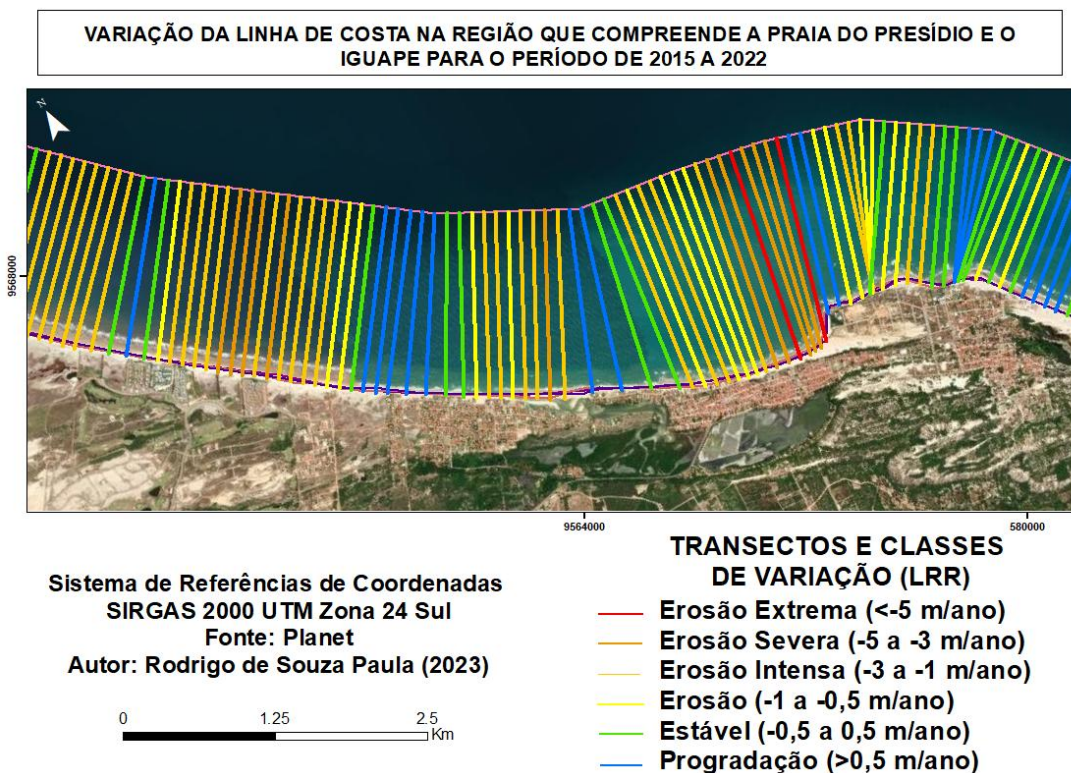 VARIAÇÃO DA LINHA DE COSTA NA REGIÃO QUE COMPREENDE A PRAIA DO PRESÍDIO E O
IGUAPE PARA O PERÍODO DE 2015 A 2022
N
9568000
9564000
580000
Sistema de Referências de Coordenadas
SIRGAS 2000 UTM Zona 24 Sul
Fonte: Planet
Autor: Rodrigo de Souza Paula (2023)
0 1.25 2.5
Km
TRANSECTOS E CLASSES
DE VARIAÇÃO (LRR)
Erosão Extrema (<-5 m/ano)
Erosão Severa (-5 a -3 m/ano)
Erosão Intensa (-3 a -1 m/ano)
Erosão (-1 a -0,5 m/ano)
Estável (-0,5 a 0,5 m/ano)
Progradação (>0,5 m/ano)